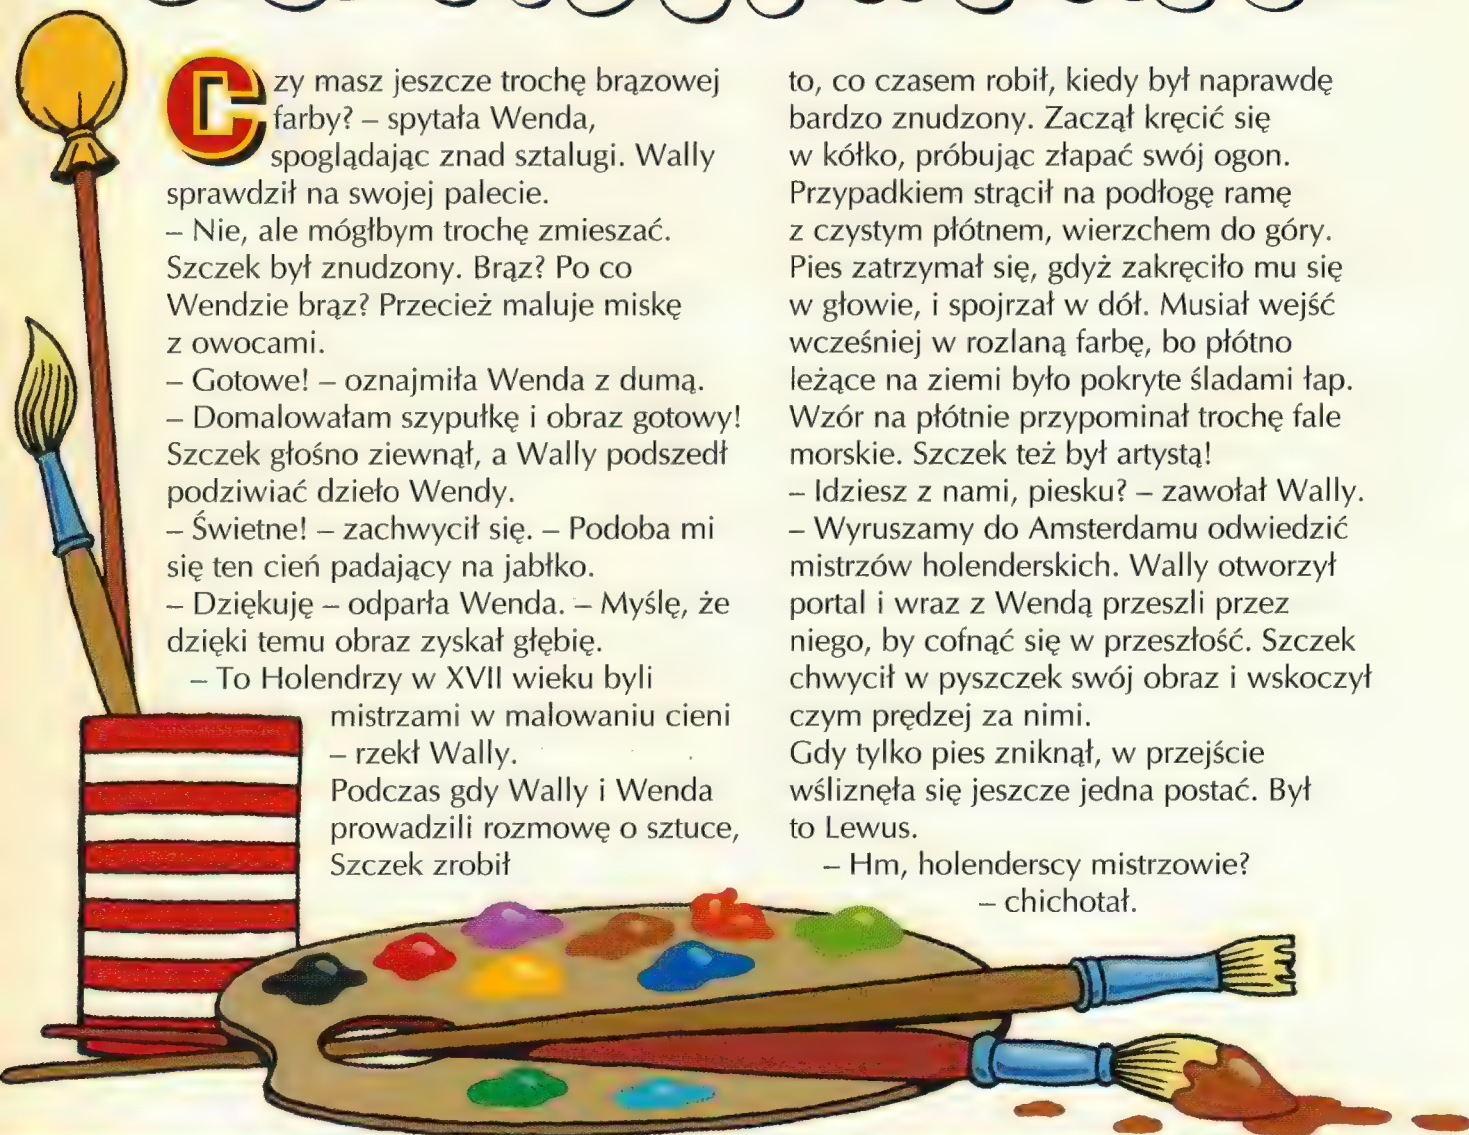 Czy masz jeszcze trochę brązowej
farby? – spytała Wenda,
spoglądając znad sztalugi. Wally
sprawdził na swojej palecie.
– Nie, ale mógłbym trochę zmieszać.
Szczek był znudzony. Brąz? Po co
Wendzie brąz? Przecież maluje miskę
z owocami.
– Gotowe! – oznajmiła Wenda z dumą.
– Domalowałam szypułkę i obraz gotowy!
Szczek głośno ziewnął, a Wally podszedł
podziwiać dzieło Wendy.
– Świetne! – zachwycił się. – Podoba mi
się ten cień padający na jabłko.
– Dziękuję – odparła Wenda. – Myślę, że
dzięki temu obraz zyskał głębię.
– To Holendrzy w XVII wieku byli
mistrzami w malowaniu cieni
– rzekł Wally.
Podczas gdy Wally i Wenda
prowadzili rozmowę o sztuce,
Szczek zrobił
to, co czasem robił, kiedy był naprawdę
bardzo znudzony. Zaczął kręcić się
w kółko, próbując złapać swój ogon.
Przypadkiem strącił na podłogę ramę
z czystym płótnem, wierzchem do góry.
Pies zatrzymał się, gdyż zakręciło mu się
w głowie, i spojrzał w dół. Musiał wejść
wcześniej w rozlaną farbę, bo płótno
leżące na ziemi było pokryte śladami łap.
Wzór na płótnie przypominał trochę fale
morskie. Szczek też był artystą!
– Idziesz z nami, piesku? – zawołał Wally.
– Wyruszamy do Amsterdamu odwiedzić
mistrzów holenderskich. Wally otworzył
portal i wraz z Wendą przeszli przez
niego, by cofnąć się w przeszłość. Szczek
chwycił w pyszczek swój obraz i wskoczył
czym prędzej za nimi.
Gdy tylko pies zniknął, w przejście
wśliznęła się jeszcze jedna postać. Był
to Lewus.
– Hm, holenderscy mistrzowie?
– chichotał.